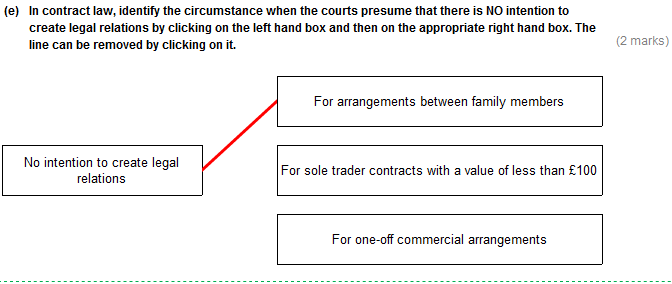 (e) In contract law, identify the circumstance when the courts presume that there is NO intention to
create legal relations by clicking on the left hand box and then on the appropriate right hand box. The
line can be removed by clicking on it.
(2 marks)
For arrangements between family members
No intention to create legal
relations
For sole trader contracts with a value of less than £100
For one-off commercial arrangements